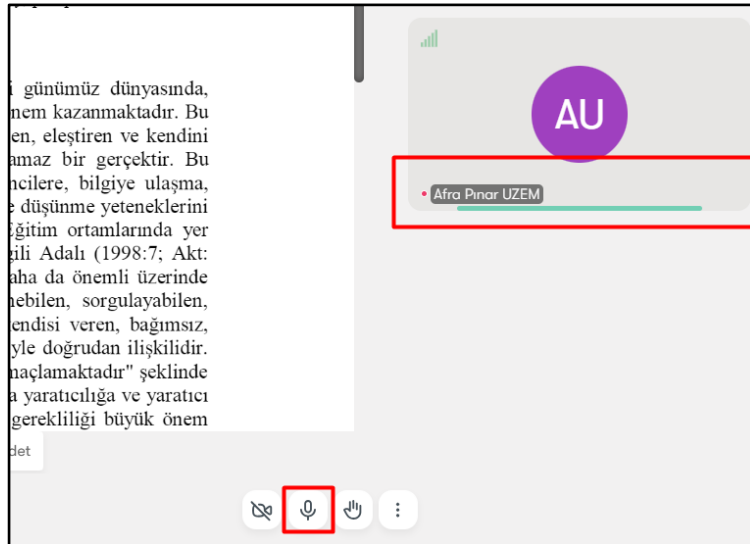 i günümüz dünyasında,
nem kazanmaktadır. Bu
en, eleştiren ve kendini
amaz bir gerçektir. Bu
ncilere, bilgiye ulaşma,
e düşünme yeteneklerini
Eğitim ortamlarında yer
gili Adalı (1998:7; Akt:
aha da önemli üzerinde
nebilen, sorgulayabilen,
endisi veren, bağımsız,
yle doğrudan ilişkilidir.
maçlamaktadır" şeklinde
a yaratıcılığa ve yaratıcı
gerekliliği büyük önem
det
AU
Afra Pınar UZEM